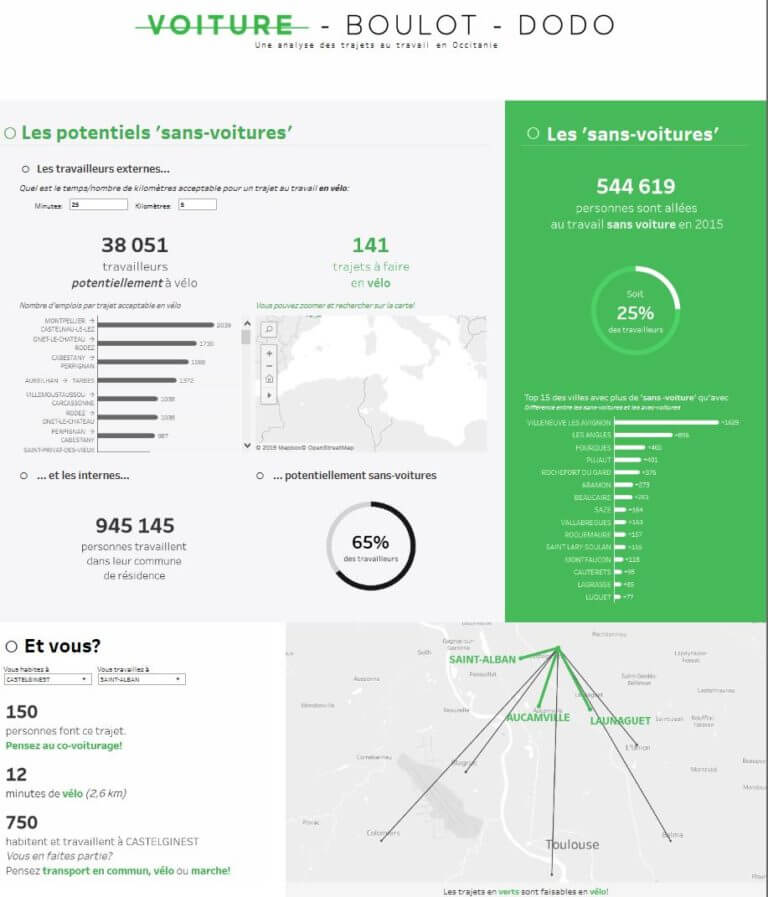 VOITURE - BOULOT - DODO
Une analyse des trajets au travail en Occitanie
Les potentiels 'sans-voitures'
Les travailleurs externes...
Quel est le temps/nombre de kilomètres acceptable pour un trajet au travail en vélo:
Minutes: 25 Kilomètres: 5
38 051
travailleurs
potentiellement à vélo
141
trajets à faire
en vélo
Nombre d'emplois par trajet acceptable en vélo
MONTPELLIER →
CASTELNAU-LE-LEZ
2039
ONET-LE-CHATEAU →
RODEZ
1730
CABESTANY →
PERPIGNAN
AUREILHAN → TARBES
1372
VILLEMOUSTAUSSOU →
CARCASSONNE
1038
RODEZ →
ONET-LE-CHATEAU
1036
PERPIGNAN →
CABESTANY
987
SAINT-PRIVAT-DES-VIEUX
Vous pouvez zoomer et rechercher sur la carte!
© 2019 Mapbox © OpenStreetMap
... et les internes...
945 145
personnes travaillent
dans leur commune
de résidence
... potentiellement sans-voitures
65%
des travailleurs
Les 'sans-voitures'
544 619
personnes sont allées
au travail sans voiture en 2015
Soit
25%
des travailleurs
Top 15 des villes avec plus de 'sans-voiture' qu'avec
Différence entre les sans-voitures et les avec-voitures
VILLENEUVE LES AVIGNON +1629
LES ANGLES
FOURQUES +465
PUJAUT +401
ROCHEFORT DU GARD +376
ARAMON +273
BEAUCAIRE
SAZE +164
VALLABREGUES +163
ROQUEMAURE +157
SAINT LARY SOULAN
MONTFAUCON
CAUTERETS
LAGRASSE
LUQUET +77
Et vous?
Vous habitez à
CASTELGINEST
Vous travaillez à
SAINT-ALBAN
150
personnes font ce trajet.
Pensez au co-voiturage!
12
minutes de vélo (2,6 km)
750
habitent et travaillent à CASTELGINEST
Vous en faites partie?
Pensez transport en commun, vélo ou marche!
SAINT-ALBAN
AUCAMVILLE
LAUNAGUET
L'Union
Blagnac
Colomiers
Balma
Toulouse
Les trajets en verts sont faisables en vélo!